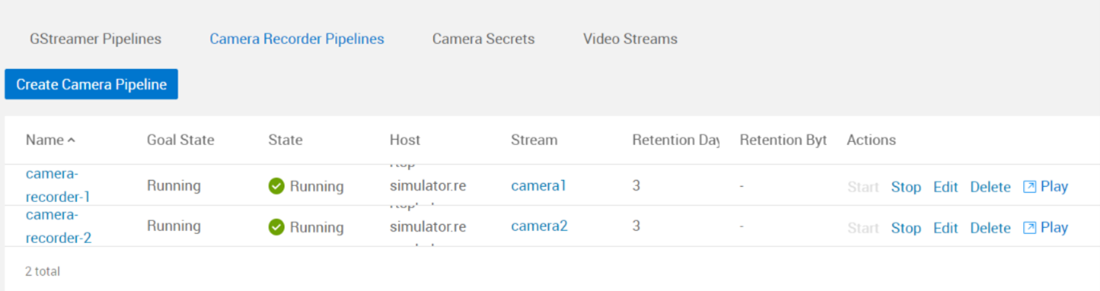 GStreamer Pipelines Camera Recorder Pipelines Camera Secrets Video Streams
Create Camera Pipeline
Name Goal State State Host Stream Retention Day Retention Byt Actions
camera-
recorder-1 Running Running simulator.re camera1 3 - Start Stop Edit Delete Play
camera-
recorder-2 Running Running simulator.re camera2 3 - Start Stop Edit Delete Play
2 total